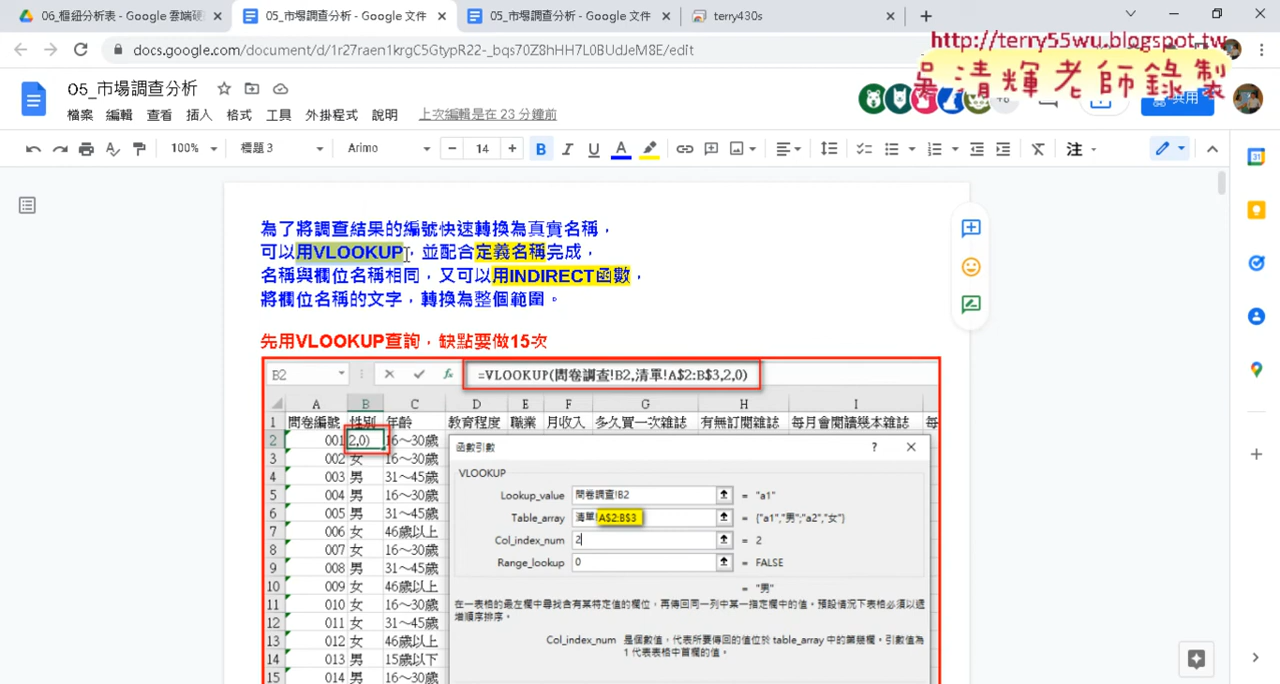 06_樞紐分析表 - Google 雲端硬
05_市場調查分析 - Google 文件
05_市場調查分析 - Google 文件
terry430s
docs.google.com/document/d/1r27raen1krgC5GtypR22-_bqs70Z8hHH7L0BUdJeM8E/edit
http://terry55wu.blogspot.tw
吳清輝老師錄製
05_市場調查分析
檔案 編輯 查看 插入 格式 工具 外掛程式 說明 上次編輯是在 23 分鐘前
共用
100% 標題 3 Arimo 14 B I U A 注
為了將調查結果的編號快速轉換為真實名稱，
可以用VLOOKUP，並配合定義名稱完成，
名稱與欄位名稱相同，又可以用INDIRECT函數，
將欄位名稱的文字，轉換為整個範圍。
先用VLOOKUP查詢，缺點要做15次
B2 fx =VLOOKUP(問卷調查!B2,清單!A$2:B$3,2,0)
A B C D E F G H I
1 問卷編號 性別 年齡 教育程度 職業 月收入 多久買一次雜誌 有無訂閱雜誌 每月會閱讀幾本雜誌 每
2 001 2,0) 16～30歲
3 002 女 16～30歲
4 003 男 31～45歲
5 004 男 16～30歲
6 005 男 31～45歲
7 006 女 46歲以上
8 007 女 16～30歲
9 008 男 31～45歲
10 009 女 46歲以上
11 010 女 16～30歲
12 011 女 31～45歲
13 012 女 46歲以上
14 013 男 15歲以下
15 014 男 16～30歲
函數引數 ?
VLOOKUP
Lookup_value 問卷調查!B2 = "a1"
Table_array 清單!A$2:B$3 = {"a1","男";"a2","女"}
Col_index_num 2 = 2
Range_lookup 0 = FALSE
= "男"
在一表格的最左欄中尋找含有某特定值的欄位，再傳回同一列中某一指定欄中的值。預設情況下表格必須以遞
增順序排序。
Col_index_num 是個數值，代表所要傳回的值位於 table_array 中的第幾欄。引數值為
1 代表表格中首欄的值。